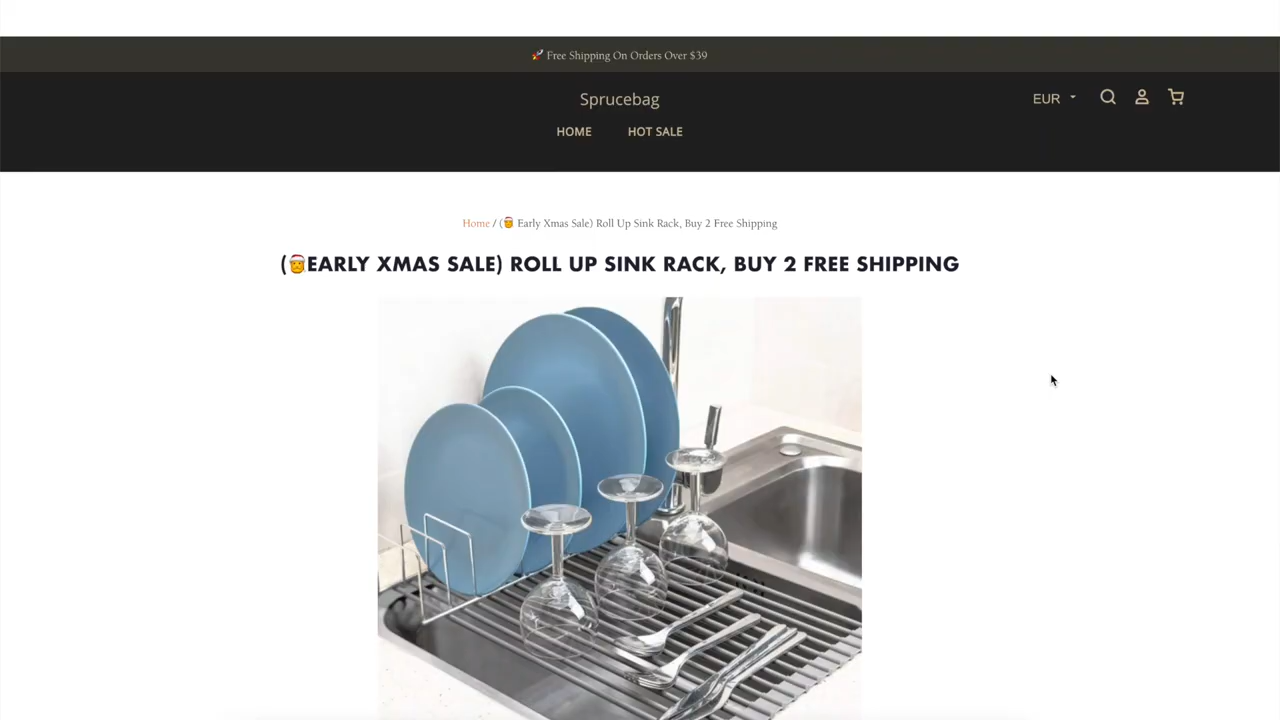 🚀 Free Shipping On Orders Over $39
Sprucebag
EUR
HOME HOT SALE
Home / (🎅 Early Xmas Sale) Roll Up Sink Rack, Buy 2 Free Shipping
(🎅EARLY XMAS SALE) ROLL UP SINK RACK, BUY 2 FREE SHIPPING